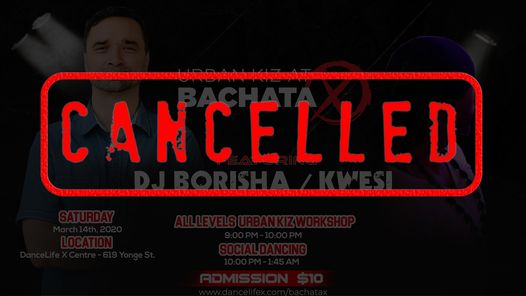 URBAN KIZ AT
BACHATA X
CANCELLED
FEATURING
DJ BORISHA / KWESI
SATURDAY
March 14th, 2020
LOCATION
DanceLife X Centre - 619 Yonge St.
ALL LEVELS URBAN KIZ WORKSHOP
9:00 PM - 10:00 PM
SOCIAL DANCING
10:00 PM - 1:45 AM
ADMISSION $10
www.dancelifex.com/bachatax